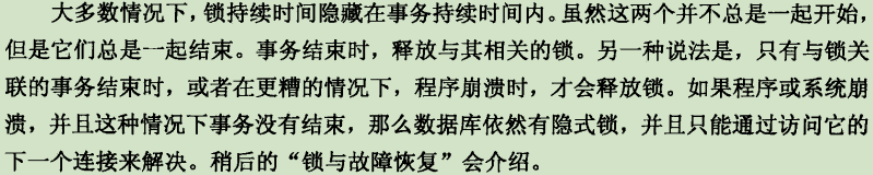 大多数情况下，锁持续时间隐藏在事务持续时间内。虽然这两个并不总是一起开始，
但是它们总是一起结束。事务结束时，释放与其相关的锁。另一种说法是，只有与锁关
联的事务结束时，或者在更糟的情况下，程序崩溃时，才会释放锁。如果程序或系统崩
溃，并且这种情况下事务没有结束，那么数据库依然有隐式锁，并且只能通过访问它的
下一个连接来解决。稍后的“锁与故障恢复”会介绍。